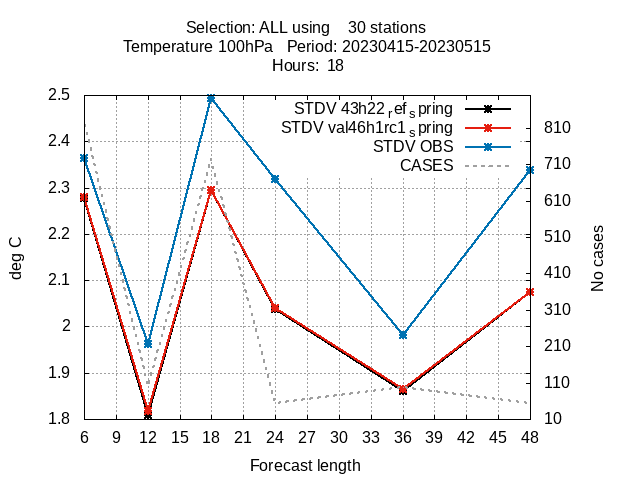 Selection: ALL using    30 stations
Temperature 100hPa   Period: 20230415-20230515
Hours: 18
STDV 43h22_ref_spring
STDV val46h1rc1_spring
STDV OBS
CASES
2.5
2.4
2.3
2.2
2.1
2
1.9
1.8
deg C
810
710
610
510
410
310
210
110
10
No cases
6 9 12 15 18 21 24 27 30 33 36 39 42 45 48
Forecast length